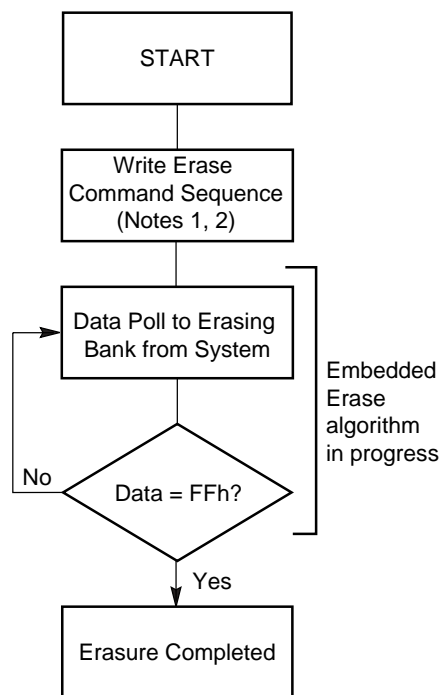 START
Write Erase
Command Sequence
(Notes 1, 2)
Data Poll to Erasing
Bank from System
Embedded
Erase
algorithm
in progress
No
Data = FFh?
Yes
Erasure Completed